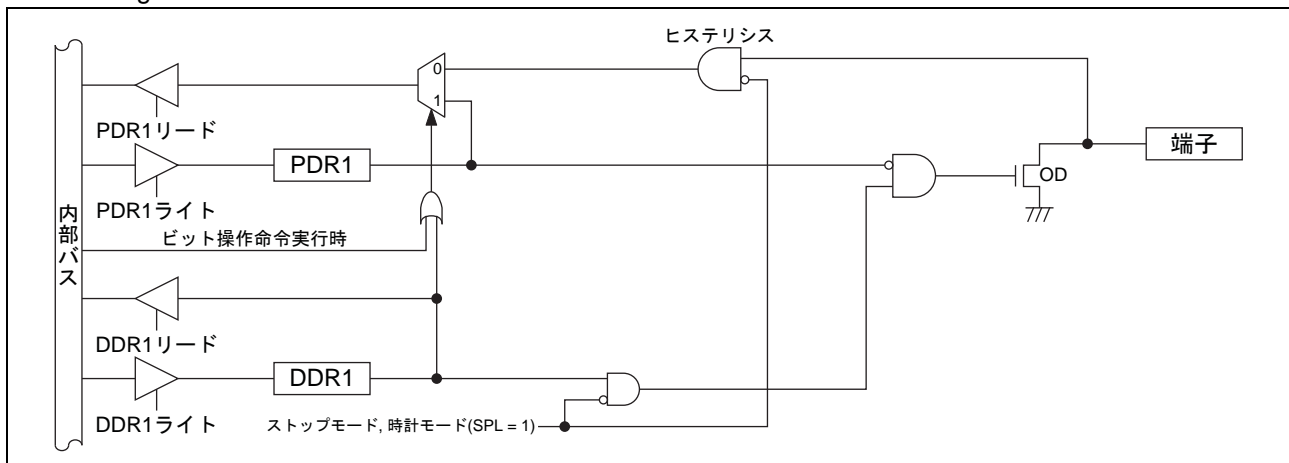 ヒステリシス
0
1
PDR1リード
PDR1
端子
OD
PDR1ライト
内部バス
ビット操作命令実行時
DDR1リード
DDR1
DDR1ライト
ストップモード, 時計モード(SPL = 1)